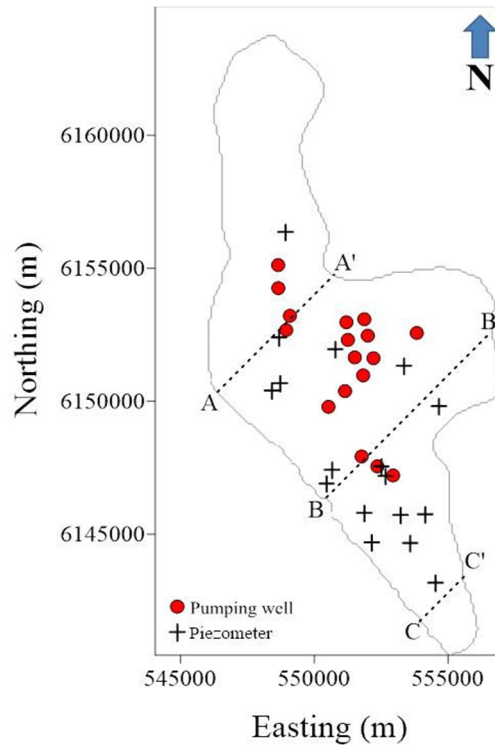 N
6160000
6155000
6150000
6145000
Northing (m)
A'
A
B
B
C'
C
Pumping well
Piezometer
545000
550000
555000
Easting (m)